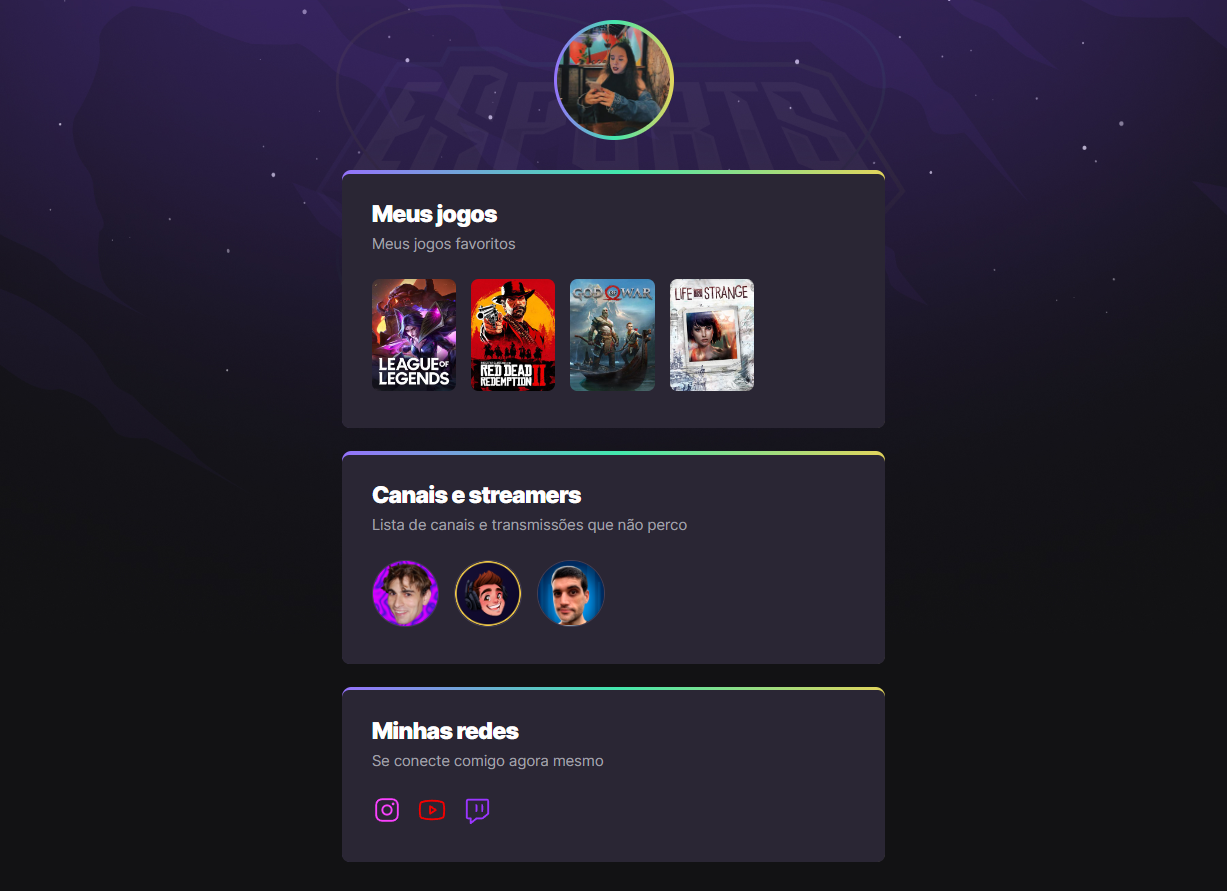 ESPORTS
Meus jogos
Meus jogos favoritos
LEAGUE OF
LEGENDS
RED DEAD
REDEMPTION II
GOD OF WAR
LIFE IS STRANGE
Canais e streamers
Lista de canais e transmissões que não perco
Minhas redes
Se conecte comigo agora mesmo